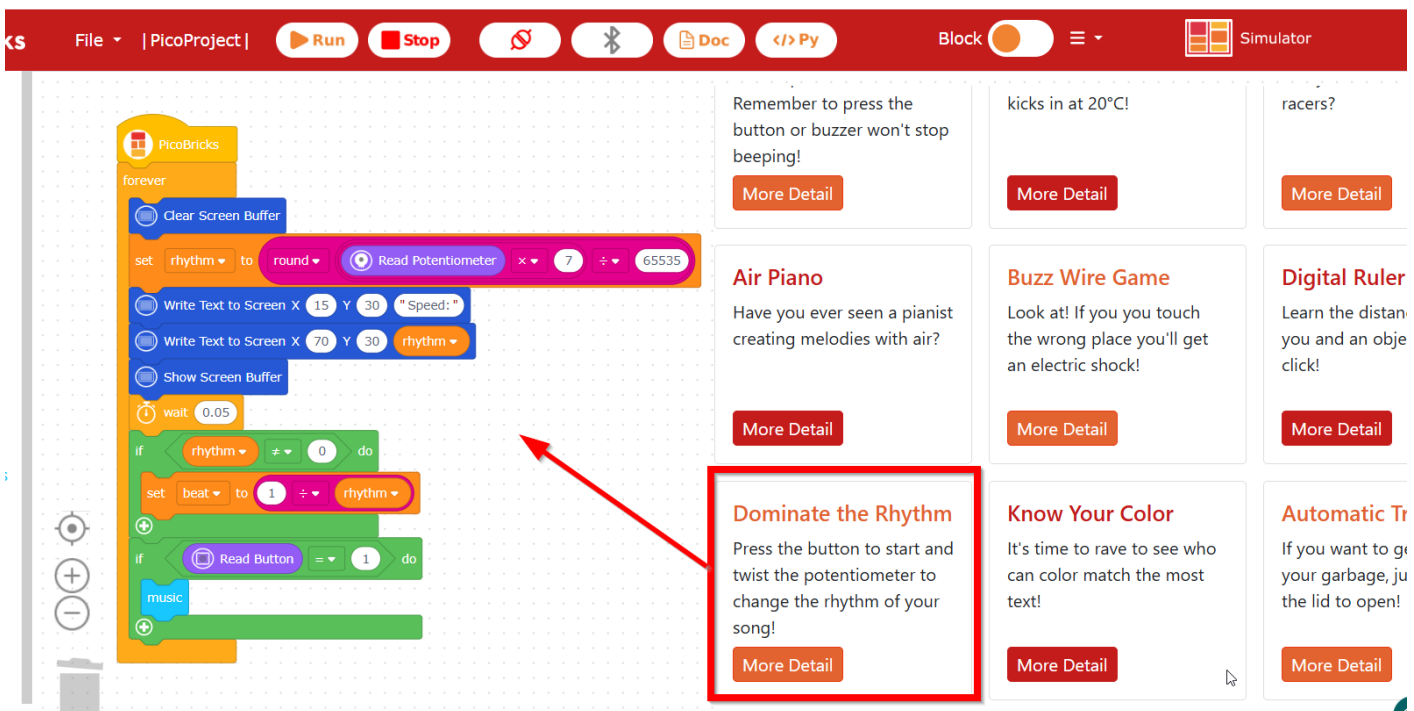 ks File |PicoProject| Run Stop Doc </> Py Block Simulator
PicoBricks
forever
Clear Screen Buffer
set rhythm to round Read Potentiometer × 7 ÷ 65535
Write Text to Screen X 15 Y 30 "Speed: "
Write Text to Screen X 70 Y 30 rhythm
Show Screen Buffer
wait 0.05
if rhythm ≠ 0 do
set beat to 1 ÷ rhythm
if Read Button = 1 do
music
Remember to press the
button or buzzer won't stop
beeping!
More Detail
kicks in at 20°C!
More Detail
racers?
More Detail
Air Piano
Have you ever seen a pianist
creating melodies with air?
More Detail
Buzz Wire Game
Look at! If you you touch
the wrong place you'll get
an electric shock!
More Detail
Digital Ruler
Learn the distanc
you and an obje
click!
More Detail
Dominate the Rhythm
Press the button to start and
twist the potentiometer to
change the rhythm of your
song!
More Detail
Know Your Color
It's time to rave to see who
can color match the most
text!
More Detail
Automatic Tr
If you want to ge
your garbage, ju
the lid to open!
More Detail